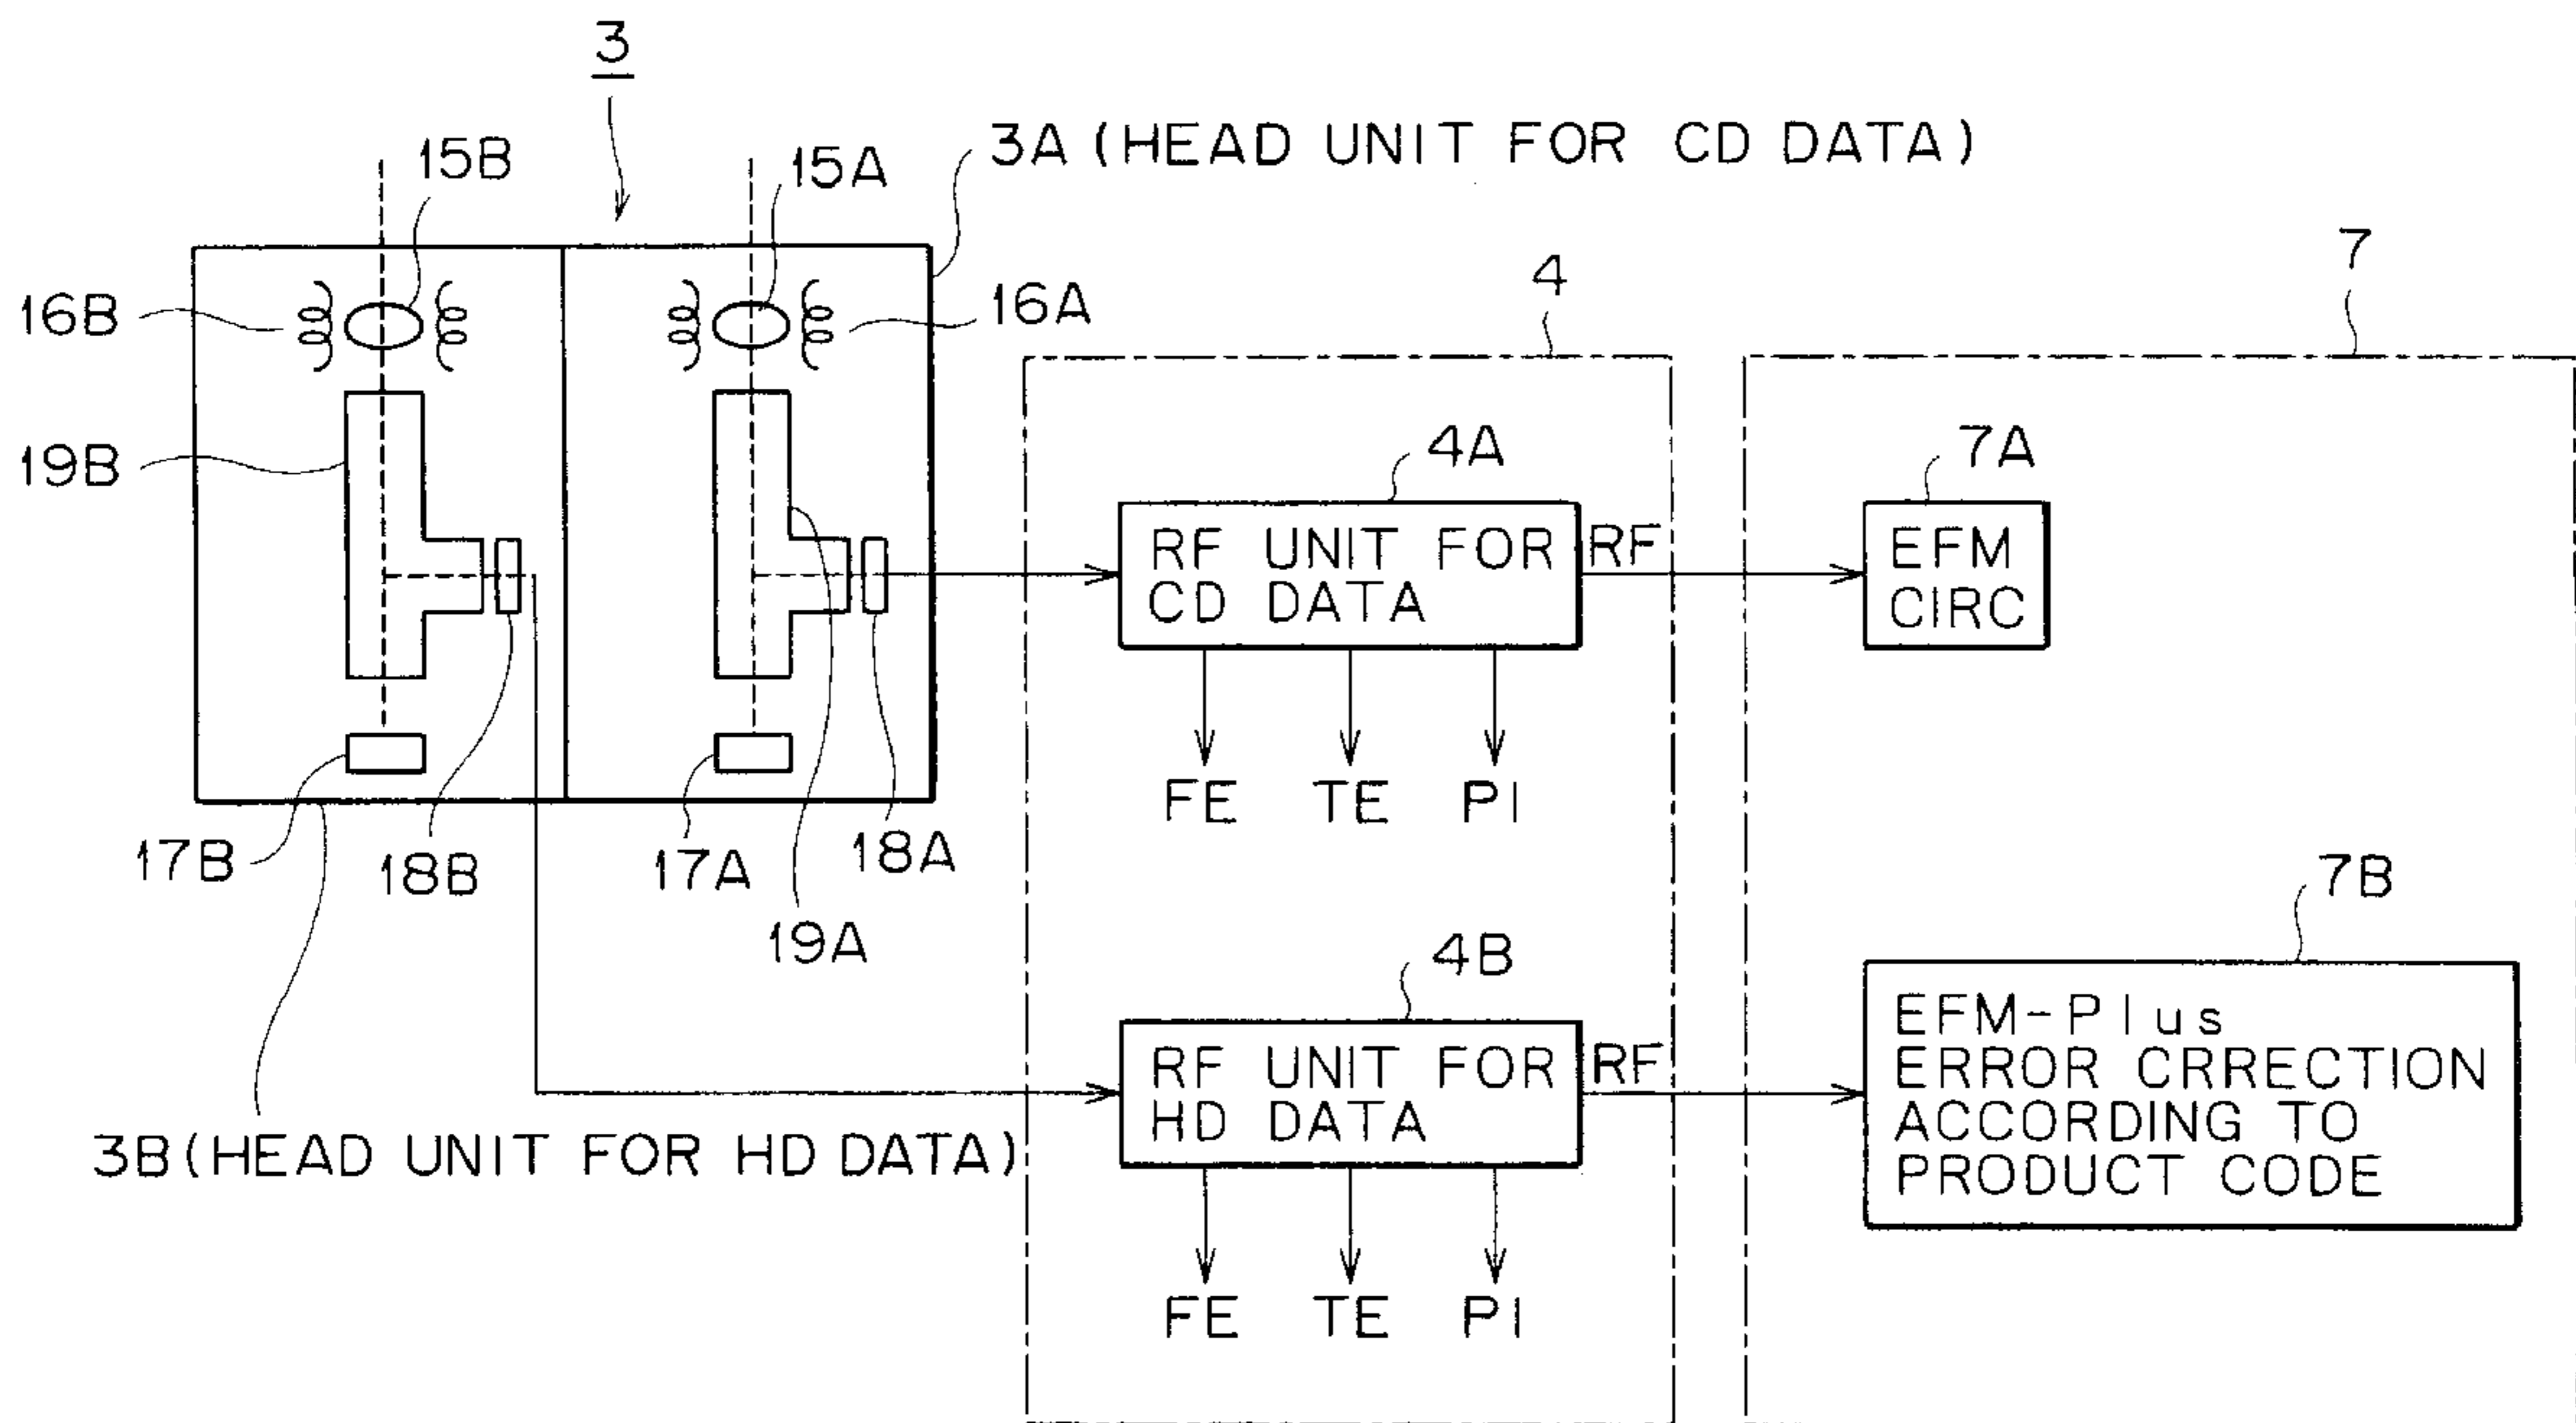 3
15B
15A
3A (HEAD UNIT FOR CD DATA)
16B
16A
4
7
19B
4A
7A
RF UNIT FOR
CD DATA
RF
EFM
CIRC
FE TE PI
17B
18B
17A
18A
19A
4B
7B
RF UNIT FOR
HD DATA
RF
EFM-Plus
ERROR CRRECTION
ACCORDING TO
PRODUCT CODE
3B (HEAD UNIT FOR HD DATA)
FE TE PI